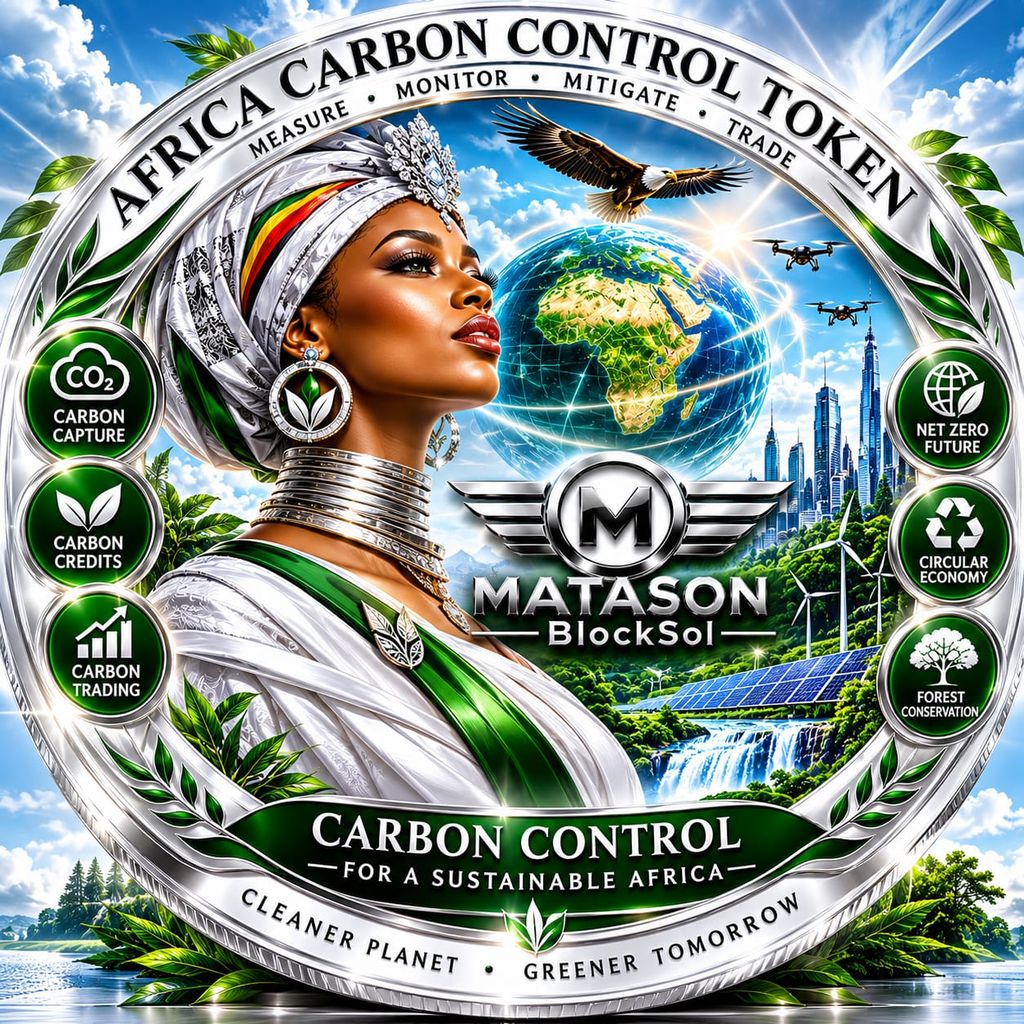 AFRICA CARBON CONTROL TOKEN
MEASURE • MONITOR • MITIGATE • TRADE
CO₂
CARBON
CAPTURE
CARBON
CREDITS
CARBON
TRADING
NET ZERO
FUTURE
CIRCULAR
ECONOMY
FOREST
CONSERVATION
M
MATASON
BlockSol
CARBON CONTROL
FOR A SUSTAINABLE AFRICA
CLEANER PLANET • GREENER TOMORROW